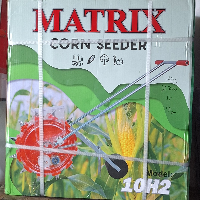 MATRIX
CORN SEEDER
Model:
10H2